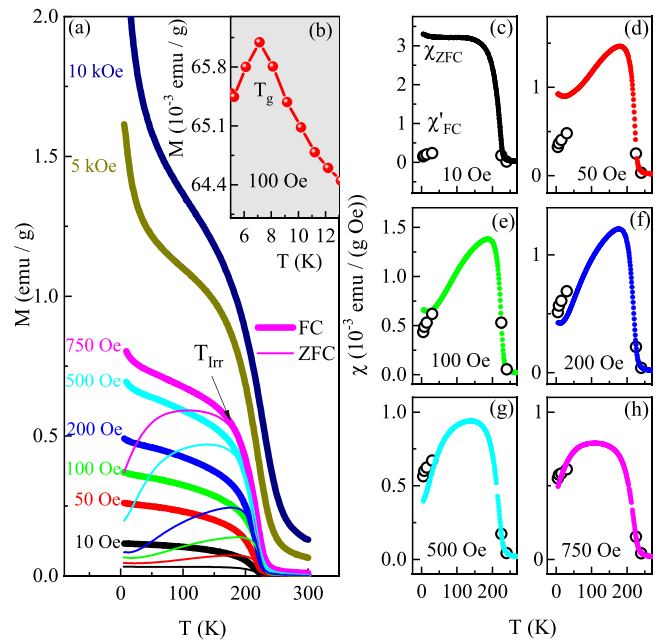 (a)
10 kOe
5 kOe
750 Oe
500 Oe
200 Oe
100 Oe
50 Oe
10 Oe
FC
ZFC
T_Irr
2.0
1.5
1.0
0.5
0.0
M (emu / g)
0 100 200 300
T (K)
(b)
M (10⁻³ emu / g)
65.8
65.1
64.4
T_g
100 Oe
6 8 10 12
T (K)
(c)
3
2
1
0
χ_ZFC
χ'_FC
10 Oe
(d)
1
0
50 Oe
(e)
1.5
1.0
0.5
0.0
100 Oe
(f)
1
0
200 Oe
χ (10⁻³ emu / (g Oe))
(g)
1.0
0.5
0.0
500 Oe
0 100 200
(h)
1
0
750 Oe
0 100 200
T (K)